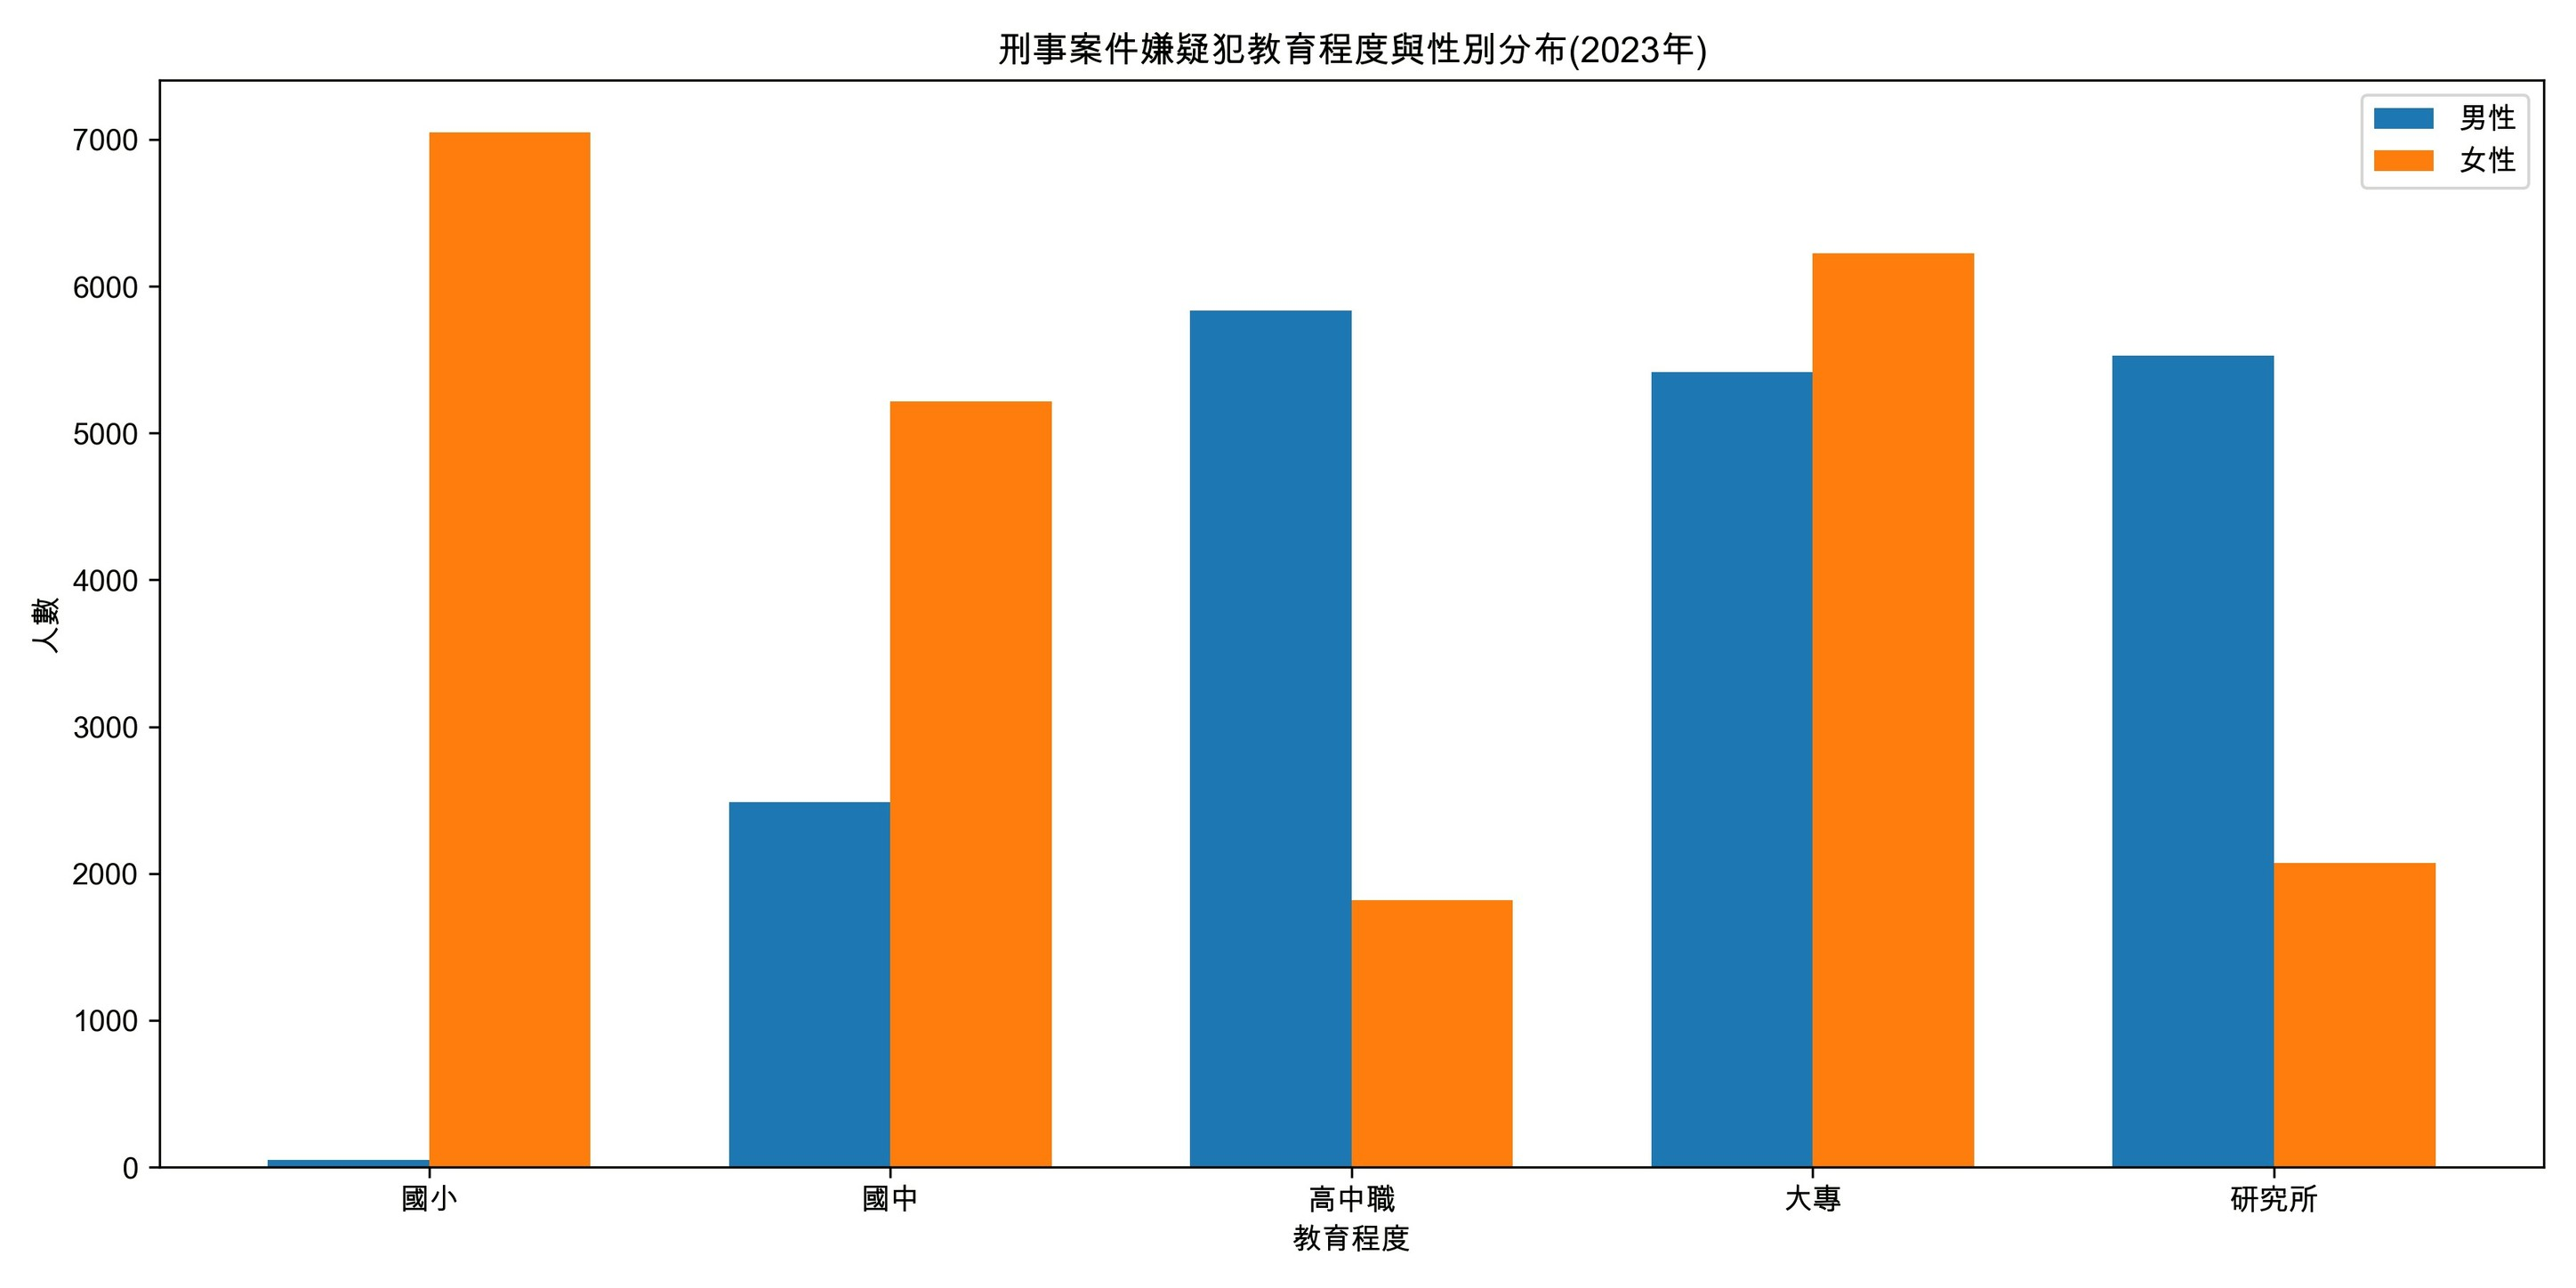 刑事案件嫌疑犯教育程度與性別分布(2023年)
男性
女性
7000
6000
5000
4000
3000
2000
1000
0
人數
國小
國中
高中職
大專
研究所
教育程度